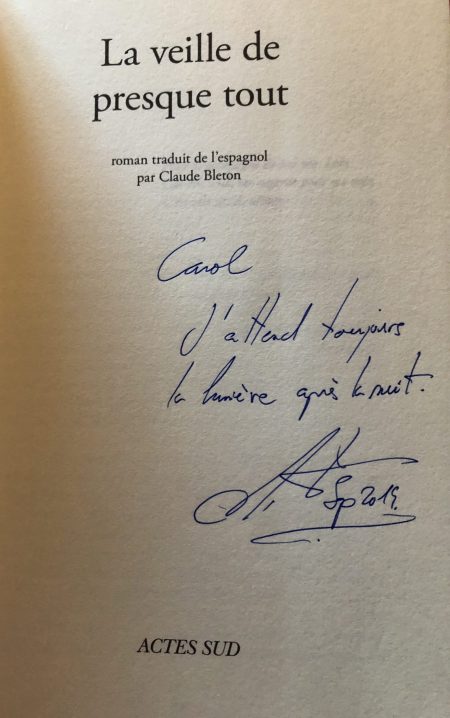 La veille de
presque tout
roman traduit de l'espagnol
par Claude Bleton
Carol
J'attend toujours
la lumière après la nuit.
2019.
ACTES SUD